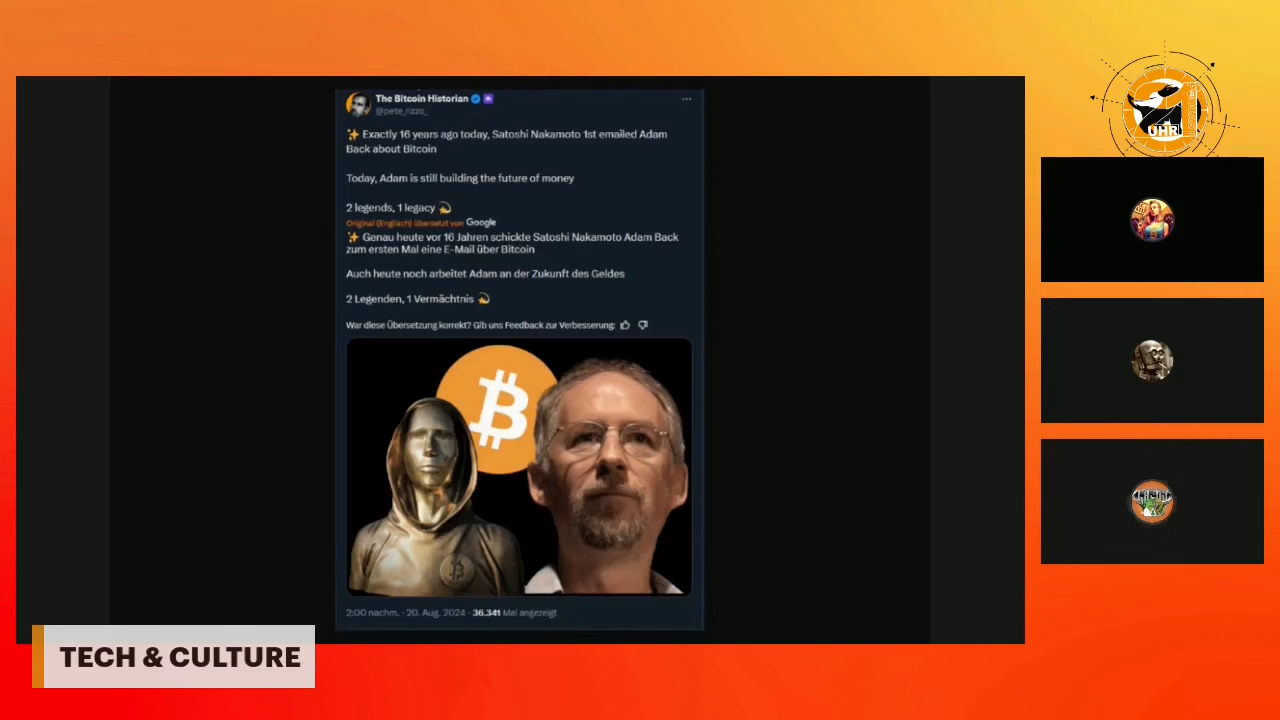 The Bitcoin Historian
@pete_rizzo_
✨ Exactly 16 years ago today, Satoshi Nakamoto 1st emailed Adam
Back about Bitcoin
Today, Adam is still building the future of money
2 legends, 1 legacy 💫
Original (Englisch) übersetzt von Google
✨ Genau heute vor 16 Jahren schickte Satoshi Nakamoto Adam Back
zum ersten Mal eine E-Mail über Bitcoin
Auch heute noch arbeitet Adam an der Zukunft des Geldes
2 Legenden, 1 Vermächtnis 💫
War diese Übersetzung korrekt? Gib uns Feedback zur Verbesserung:
2:00 nachm. · 20. Aug. 2024 · 36.341 Mal angezeigt
TECH & CULTURE
21
UHR